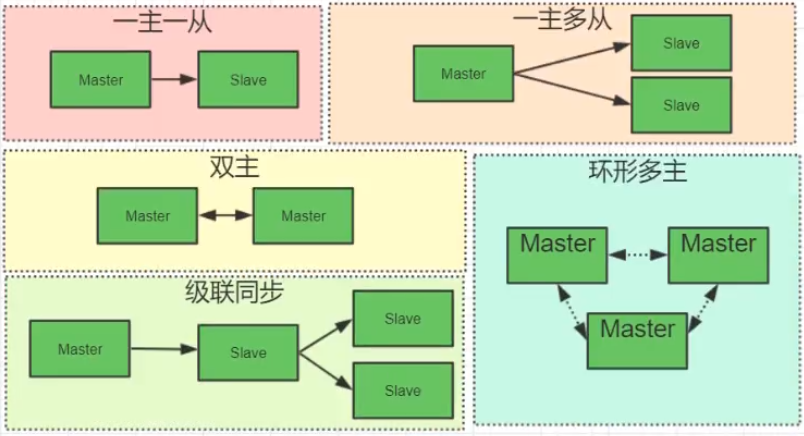 一主一从
Master
Slave
一主多从
Master
Slave
Slave
双主
Master
Master
环形多主
Master
Master
Master
级联同步
Master
Slave
Slave
Slave